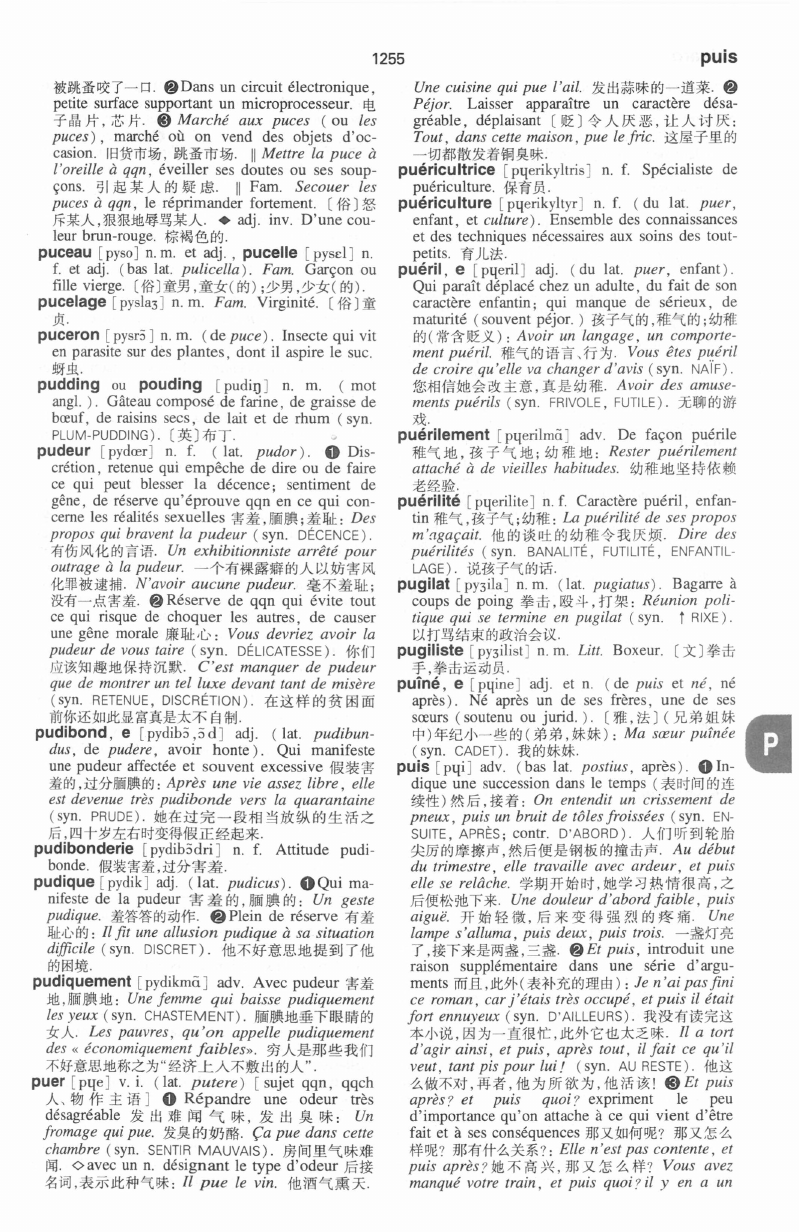 1255
puis
被跳蚤咬了一口. ❷Dans un circuit électronique,
petite surface supportant un microprocesseur. 电
子晶片,芯片. ❸ Marché aux puces (ou les
puces), marché où on vend des objets d'oc-
casion. 旧货市场, 跳蚤市场. ‖ Mettre la puce à
l'oreille à qqn, éveiller ses doutes ou ses soup-
çons. 引起某人的疑虑. ‖ Fam. Secouer les
puces à qqn, le réprimander fortement. 〔俗〕怒
斥某人,狠狠地辱骂某人. ◆ adj. inv. D'une cou-
leur brun-rouge. 棕褐色的.
puceau [pyso] n. m. et adj., pucelle [pysɛl] n.
f. et adj. (bas lat. pulicella). Fam. Garçon ou
fille vierge. 〔俗〕童男,童女(的);少男,少女(的).
pucelage [pyslaʒ] n. m. Fam. Virginité. 〔俗〕童
贞.
puceron [pysrɔ̃] n. m. (de puce). Insecte qui vit
en parasite sur des plantes, dont il aspire le suc.
蚜虫.
pudding ou pouding [pudiŋ] n. m. (mot
angl.). Gâteau composé de farine, de graisse de
bœuf, de raisins secs, de lait et de rhum (syn.
PLUM-PUDDING). 〔英〕布丁.
pudeur [pydœr] n. f. (lat. pudor). ❶ Dis-
crétion, retenue qui empêche de dire ou de faire
ce qui peut blesser la décence; sentiment de
gêne, de réserve qu'éprouve qqn en ce qui con-
cerne les réalités sexuelles 害羞,腼腆;羞耻: Des
propos qui bravent la pudeur (syn. DÉCENCE).
有伤风化的言语. Un exhibitionniste arrêté pour
outrage à la pudeur. 一个有裸露癖的人以妨害风
化罪被逮捕. N'avoir aucune pudeur. 毫不羞耻;
没有一点害羞. ❷Réserve de qqn qui évite tout
ce qui risque de choquer les autres, de causer
une gêne morale 廉耻心: Vous devriez avoir la
pudeur de vous taire (syn. DÉLICATESSE). 你们
应该知趣地保持沉默. C'est manquer de pudeur
que de montrer un tel luxe devant tant de misère
(syn. RETENUE, DISCRÉTION). 在这样的贫困面
前你还如此显富真是太不自制.
pudibond, e [pydibɔ̃,ɔ̃d] adj. (lat. pudibun-
dus, de pudere, avoir honte). Qui manifeste
une pudeur affectée et souvent excessive 假装害
羞的,过分腼腆的: Après une vie assez libre, elle
est devenue très pudibonde vers la quarantaine
(syn. PRUDE). 她在过完一段相当放纵的生活之
后,四十岁左右时变得假正经起来.
pudibonderie [pydibɔ̃dri] n. f. Attitude pudi-
bonde. 假装害羞,过分害羞.
pudique [pydik] adj. (lat. pudicus). ❶Qui ma-
nifeste de la pudeur 害羞的,腼腆的: Un geste
pudique. 羞答答的动作. ❷Plein de réserve 有羞
耻心的: Il fit une allusion pudique à sa situation
difficile (syn. DISCRET). 他不好意思地提到了他
的困境.
pudiquement [pydikmɑ̃] adv. Avec pudeur 害羞
地,腼腆地: Une femme qui baisse pudiquement
les yeux (syn. CHASTEMENT). 腼腆地垂下眼睛的
女人. Les pauvres, qu'on appelle pudiquement
des « économiquement faibles». 穷人是那些我们
不好意思地称之为“经济上入不敷出的人”.
puer [pɥe] v. i. (lat. putere) [sujet qqn, qqch
人、物作主语] ❶ Répandre une odeur très
désagréable 发出难闻气味, 发出臭味: Un
fromage qui pue. 发臭的奶酪. Ça pue dans cette
chambre (syn. SENTIR MAUVAIS). 房间里气味难
闻. ◇avec un n. désignant le type d'odeur 后接
名词,表示此种气味: Il pue le vin. 他酒气熏天.
Une cuisine qui pue l'ail. 发出蒜味的一道菜. ❷
Péjor. Laisser apparaître un caractère désa-
gréable, déplaisant 〔贬〕令人厌恶,让人讨厌:
Tout, dans cette maison, pue le fric. 这屋子里的
一切都散发着铜臭味.
puéricultrice [pɥerikyltris] n. f. Spécialiste de
puériculture. 保育员.
puériculture [pɥerikyltyr] n. f. (du lat. puer,
enfant, et culture). Ensemble des connaissances
et des techniques nécessaires aux soins des tout-
petits. 育儿法.
puéril, e [pɥeril] adj. (du lat. puer, enfant).
Qui paraît déplacé chez un adulte, du fait de son
caractère enfantin; qui manque de sérieux, de
maturité (souvent péjor.) 孩子气的,稚气的;幼稚
的(常含贬义): Avoir un langage, un comporte-
ment puéril. 稚气的语言、行为. Vous êtes puéril
de croire qu'elle va changer d'avis (syn. NAÏF).
您相信她会改主意,真是幼稚. Avoir des amuse-
ments puérils (syn. FRIVOLE, FUTILE). 无聊的游
戏.
puérilement [pɥerilmɑ̃] adv. De façon puérile
稚气地, 孩子气地; 幼稚地: Rester puérilement
attaché à de vieilles habitudes. 幼稚地坚持依赖
老经验.
puérilité [pɥerilite] n. f. Caractère puéril, enfan-
tin 稚气,孩子气;幼稚: La puérilité de ses propos
m'agaçait. 他的谈吐的幼稚令我厌烦. Dire des
puérilités (syn. BANALITÉ, FUTILITÉ, ENFANTIL-
LAGE). 说孩子气的话.
pugilat [pyʒila] n. m. (lat. pugiatus). Bagarre à
coups de poing 拳击,殴斗,打架: Réunion poli-
tique qui se termine en pugilat (syn. ↑ RIXE).
以打骂结束的政治会议.
pugiliste [pyʒilist] n. m. Litt. Boxeur. 〔文〕拳击
手,拳击运动员.
puîné, e [pɥine] adj. et n. (de puis et né, né
après). Né après un de ses frères, une de ses
sœurs (soutenu ou jurid.). 〔雅,法〕(兄弟姐妹
中)年纪小一些的(弟弟,妹妹): Ma sœur puînée
(syn. CADET). 我的妹妹.
puis [pɥi] adv. (bas lat. postius, après). ❶In-
dique une succession dans le temps (表时间的连
续性)然后,接着: On entendit un crissement de
pneux, puis un bruit de tôles froissées (syn. EN-
SUITE, APRÈS; contr. D'ABORD). 人们听到轮胎
尖厉的摩擦声,然后便是钢板的撞击声. Au début
du trimestre, elle travaille avec ardeur, et puis
elle se relâche. 学期开始时,她学习热情很高,之
后便松弛下来. Une douleur d'abord faible, puis
aiguë. 开始轻微, 后来变得强烈的疼痛. Une
lampe s'alluma, puis deux, puis trois. 一盏灯亮
了,接下来是两盏,三盏. ❷Et puis, introduit une
raison supplémentaire dans une série d'argu-
ments 而且,此外(表补充的理由): Je n'ai pas fini
ce roman, car j'étais très occupé, et puis il était
fort ennuyeux (syn. D'AILLEURS). 我没有读完这
本小说,因为一直很忙,此外它也太乏味. Il a tort
d'agir ainsi, et puis, après tout, il fait ce qu'il
veut, tant pis pour lui! (syn. AU RESTE). 他这
么做不对,再者,他为所欲为,他活该! ❸Et puis
après? et puis quoi? expriment le peu
d'importance qu'on attache à ce qui vient d'être
fait et à ses conséquences 那又如何呢? 那又怎么
样呢? 那有什么关系?: Elle n'est pas contente, et
puis après? 她不高兴,那又怎么样? Vous avez
manqué votre train, et puis quoi? il y en a un
P